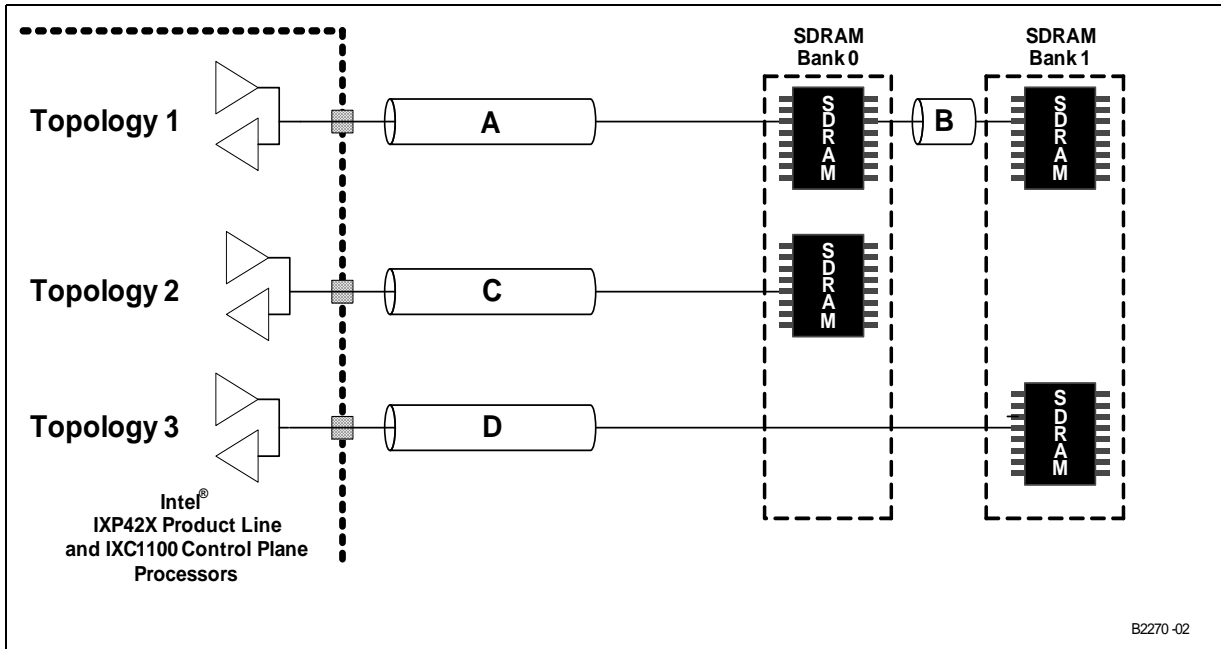 SDRAM
Bank 0
SDRAM
Bank 1
Topology 1
A
SDRAM
B
SDRAM
Topology 2
C
SDRAM
Topology 3
D
SDRAM
Intel®
IXP42X Product Line
and IXC1100 Control Plane
Processors
B2270 -02